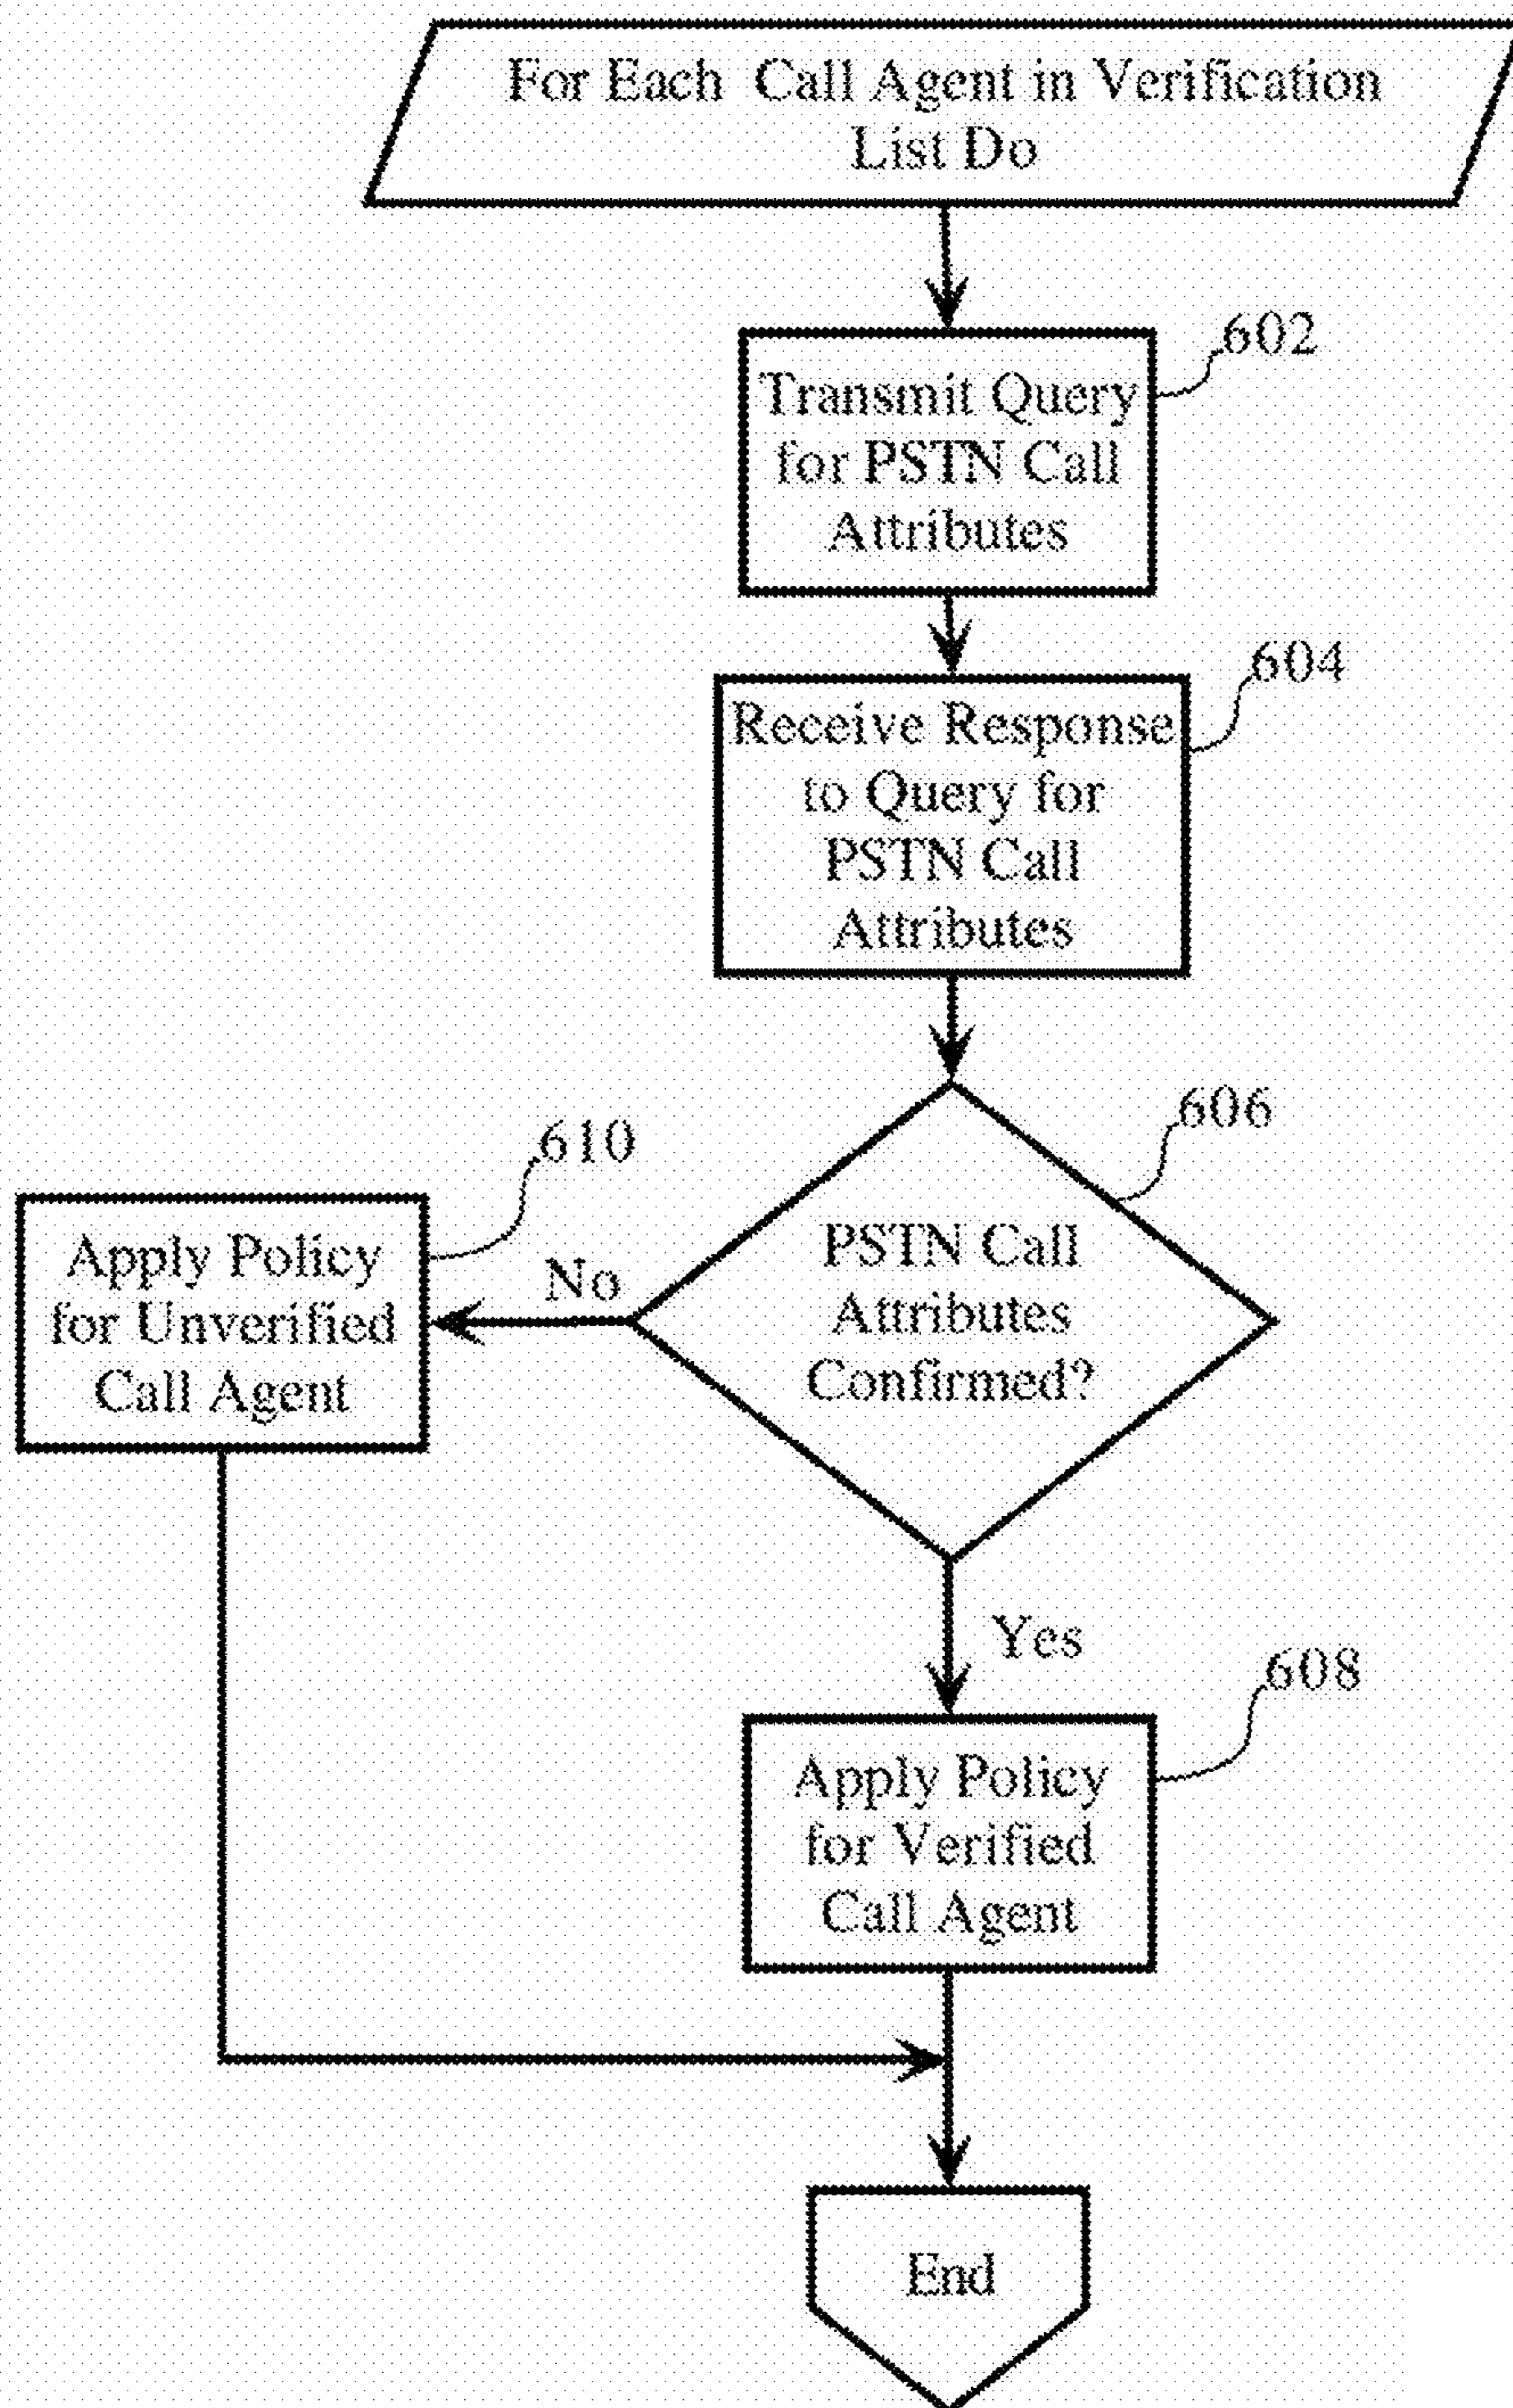 For Each Call Agent in Verification
List Do
602
Transmit Query
for PSTN Call
Attributes
604
Receive Response
to Query for
PSTN Call
Attributes
606
PSTN Call
Attributes
Confirmed?
610
No
Apply Policy
for Unverified
Call Agent
Yes
608
Apply Policy
for Verified
Call Agent
End